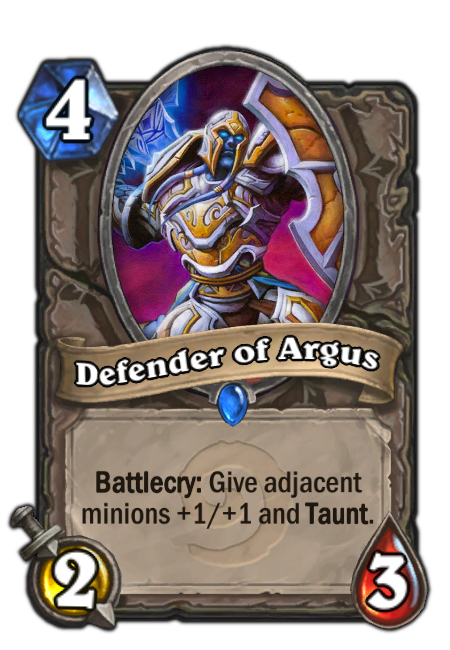 4
Defender of Argus
Battlecry: Give adjacent
minions +1/+1 and Taunt.
2
3